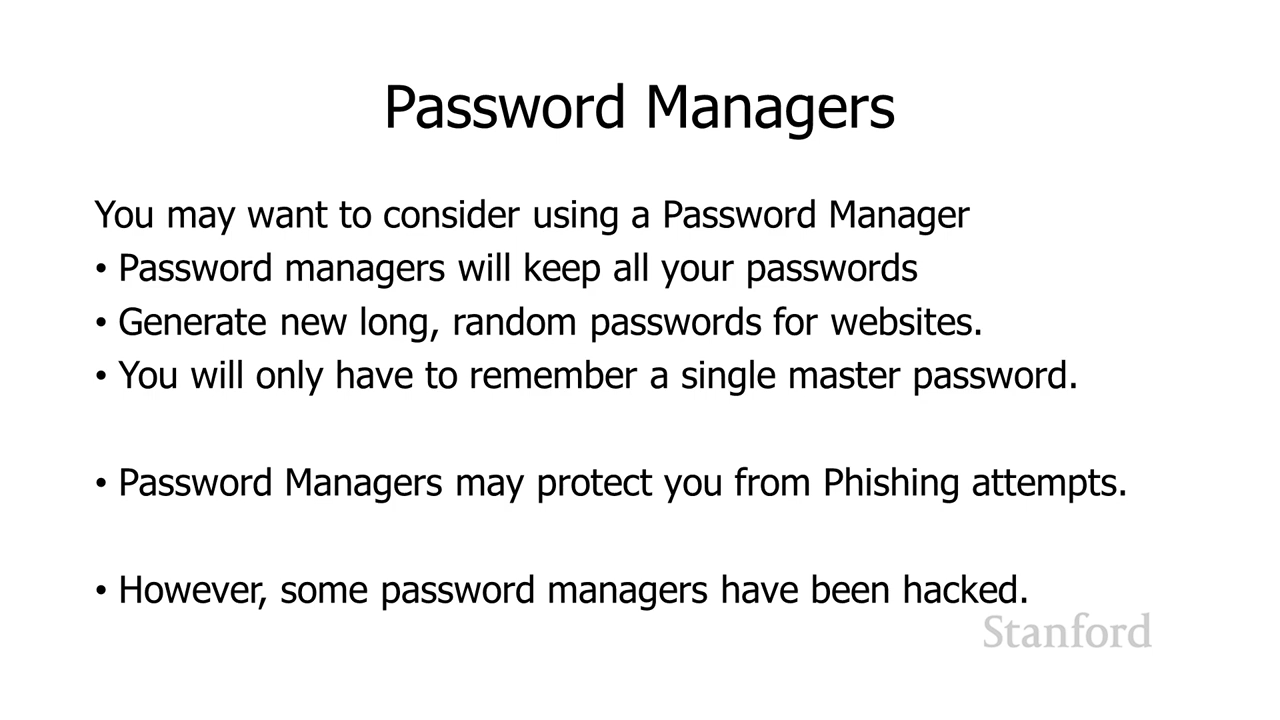 Password Managers
You may want to consider using a Password Manager
• Password managers will keep all your passwords
• Generate new long, random passwords for websites.
• You will only have to remember a single master password.
• Password Managers may protect you from Phishing attempts.
• However, some password managers have been hacked.
Stanford